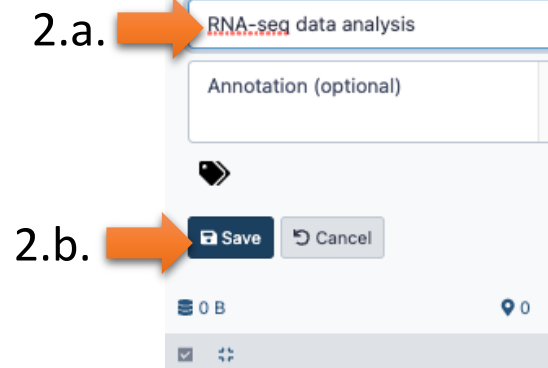 2.a.
RNA-seq data analysis
Annotation (optional)
2.b.
Save Cancel
0 B 0